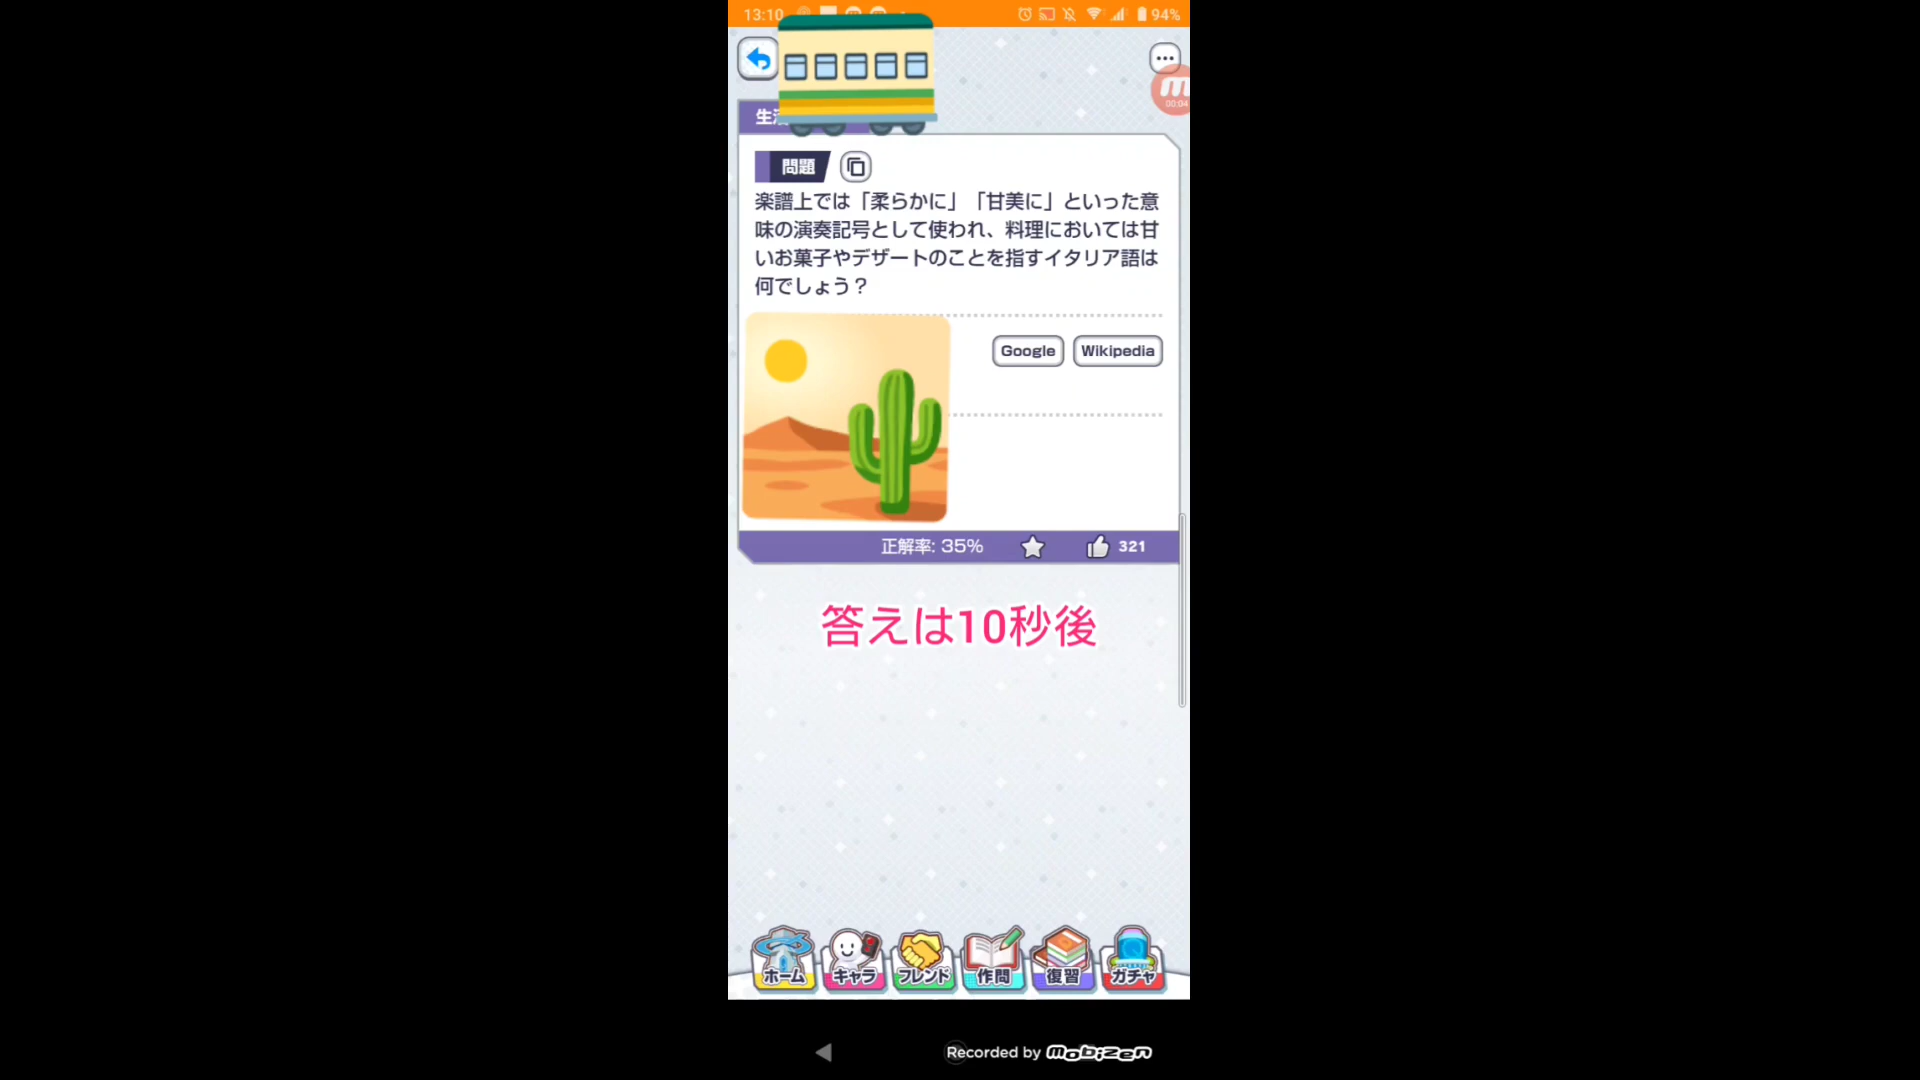 13:10
94%
00:04
生
問題
楽譜上では「柔らかに」「甘美に」といった意
味の演奏記号として使われ、料理においては甘
いお菓子やデザートのことを指すイタリア語は
何でしょう？
Google Wikipedia
正解率: 35% 321
答えは10秒後
ホーム キャラ フレンド 作問 復習 ガチャ
Recorded by mobizen